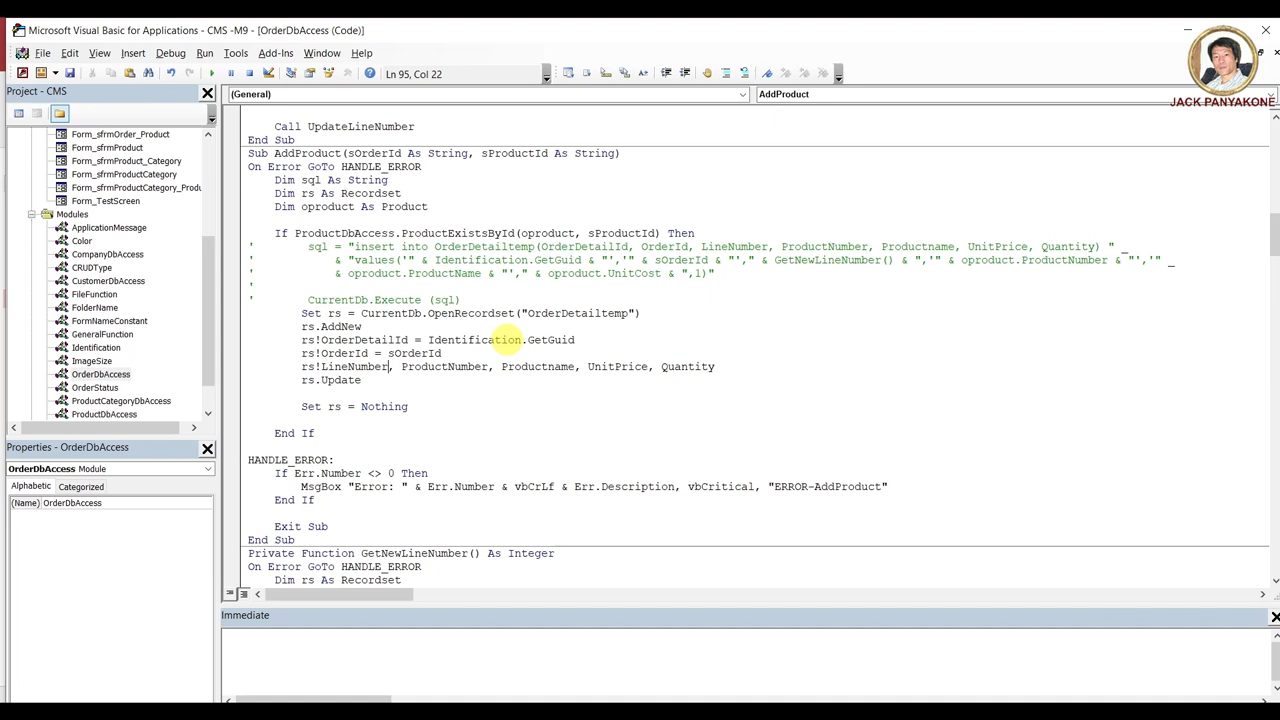 Microsoft Visual Basic for Applications - CMS -M9 - [OrderDbAccess (Code)]
File Edit View Insert Debug Run Tools Add-Ins Window Help
Ln 95, Col 22
JACK PANYAKONE
Project - CMS
(General)
AddProduct
Form_sfrmOrder_Product
Form_sfrmProduct
Form_sfrmProduct_Category
Form_sfrmProductCategory
Form_sfrmProductCategory_Produ
Form_TestScreen
Modules
ApplicationMessage
Color
CompanyDbAccess
CRUDType
CustomerDbAccess
FileFunction
FolderName
FormNameConstant
GeneralFunction
Identification
ImageSize
OrderDbAccess
OrderStatus
ProductCategoryDbAccess
ProductDbAccess
Properties - OrderDbAccess
OrderDbAccess Module
Alphabetic Categorized
(Name) OrderDbAccess
Call UpdateLineNumber
End Sub
Sub AddProduct(sOrderId As String, sProductId As String)
On Error GoTo HANDLE_ERROR
Dim sql As String
Dim rs As Recordset
Dim oproduct As Product
If ProductDbAccess.ProductExistsById(oproduct, sProductId) Then
' sql = "insert into OrderDetailtemp(OrderDetailId, OrderId, LineNumber, ProductNumber, Productname, UnitPrice, Quantity) " _
' & "values('" & Identification.GetGuid & "','" & sOrderId & "'," & GetNewLineNumber() & ",'" & oproduct.ProductNumber & "','" _
' & oproduct.ProductName & "'," & oproduct.UnitCost & ",1)"
'
' CurrentDb.Execute (sql)
Set rs = CurrentDb.OpenRecordset("OrderDetailtemp")
rs.AddNew
rs!OrderDetailId = Identification.GetGuid
rs!OrderId = sOrderId
rs!LineNumber, ProductNumber, Productname, UnitPrice, Quantity
rs.Update
Set rs = Nothing
End If
HANDLE_ERROR:
If Err.Number <> 0 Then
MsgBox "Error: " & Err.Number & vbCrLf & Err.Description, vbCritical, "ERROR-AddProduct"
End If
Exit Sub
End Sub
Private Function GetNewLineNumber() As Integer
On Error GoTo HANDLE_ERROR
Dim rs As Recordset
Immediate